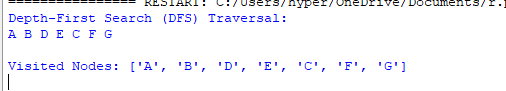 ================ RESTART: C:/Users/hyper/OneDrive/Documents/r.p
Depth-First Search (DFS) Traversal:
A B D E C F G
Visited Nodes: ['A', 'B', 'D', 'E', 'C', 'F', 'G']